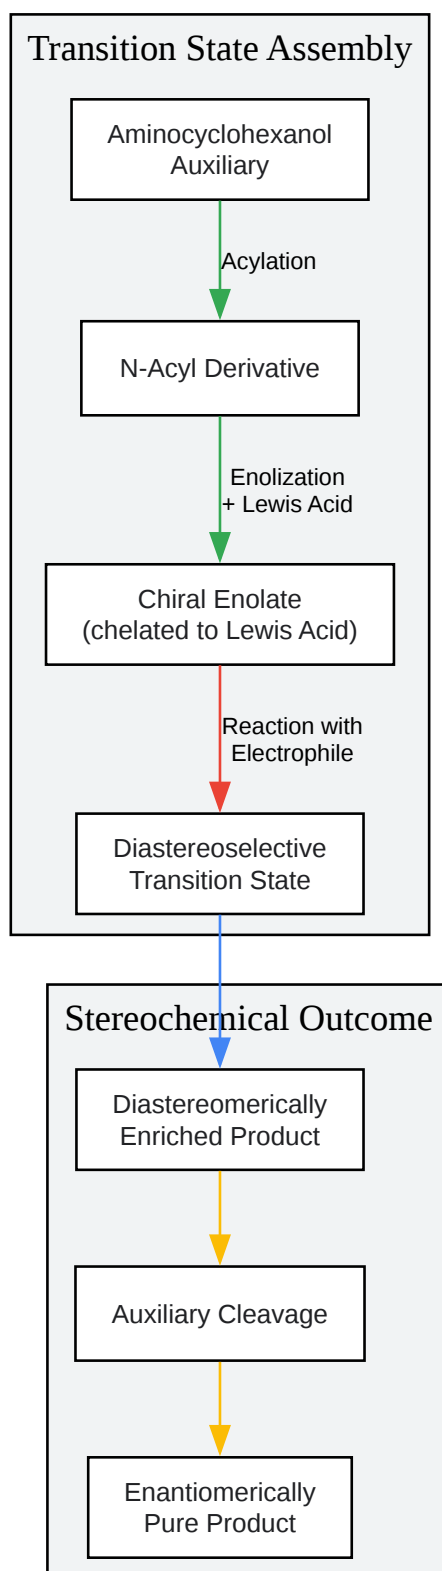 Transition State Assembly
Aminocyclohexanol
Auxiliary
Acylation
N-Acyl Derivative
Enolization
+ Lewis Acid
Chiral Enolate
(chelated to Lewis Acid)
Reaction with
Electrophile
Diastereoselective
Transition State
Stereochemical Outcome
Diastereomerically
Enriched Product
Auxiliary Cleavage
Enantiomerically
Pure Product